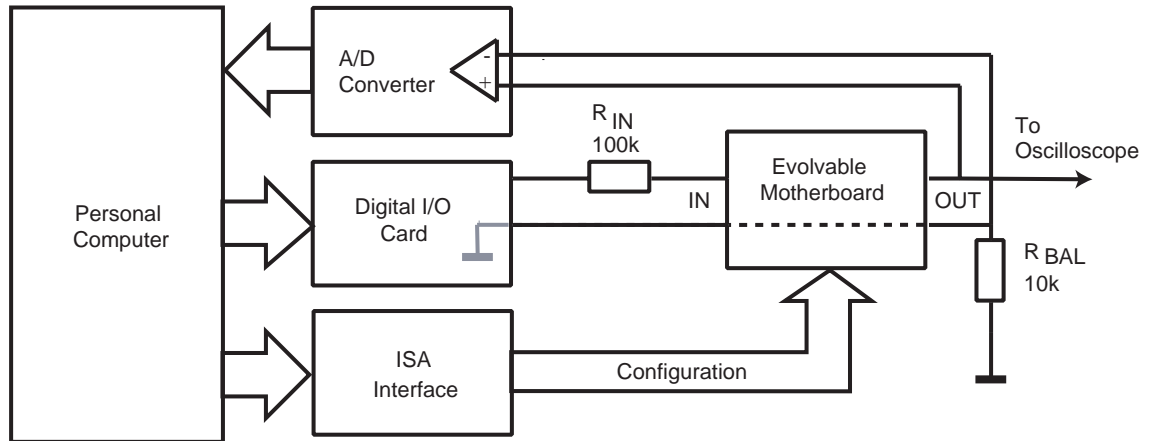 Personal
Computer
A/D
Converter
-
+
R IN
100k
Digital I/O
Card
IN
Evolvable
Motherboard
OUT
To
Oscilloscope
R BAL
10k
ISA
Interface
Configuration